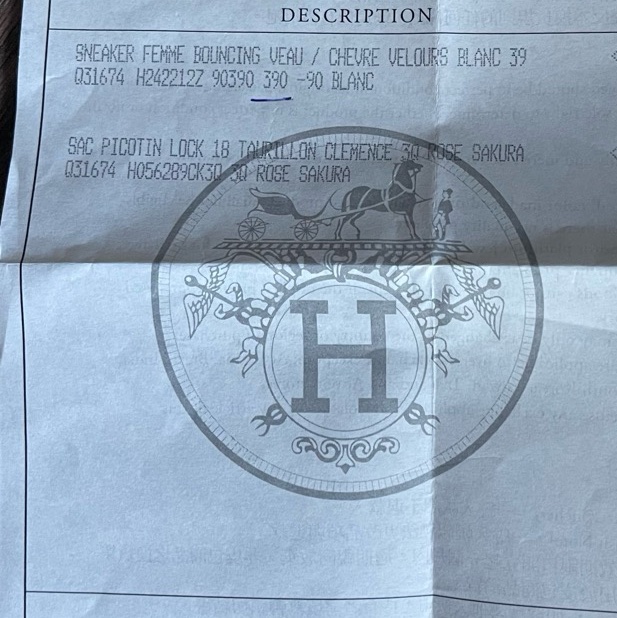 DESCRIPTION
SNEAKER FEMME BOUNCING VEAU / CHEVRE VELOURS BLANC 39
Q31674 H242212Z 90390 390 -90 BLANC
SAC PICOTIN LOCK 18 TAURILLON CLEMENCE 3Q ROSE SAKURA
Q31674 H056289CK3Q 3Q ROSE SAKURA
H